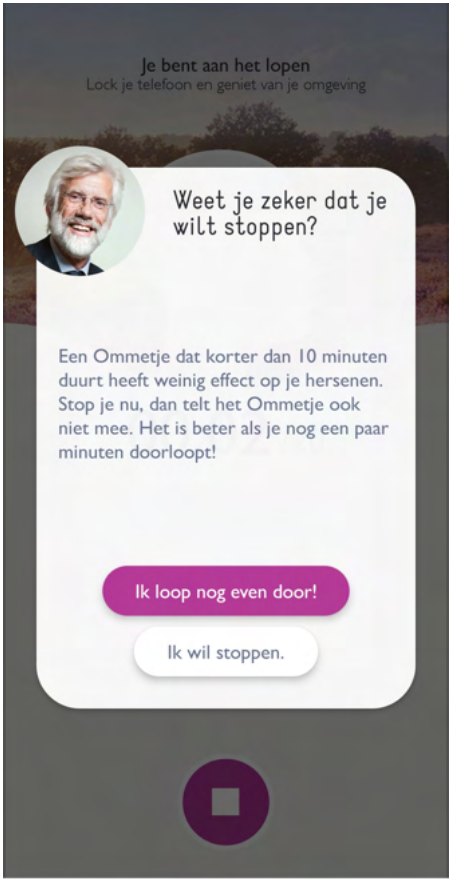 Je bent aan het lopen
Lock je telefoon en geniet van je omgeving
Weet je zeker dat je
wilt stoppen?
Een Ommetje dat korter dan 10 minuten
duurt heeft weinig effect op je hersenen.
Stop je nu, dan telt het Ommetje ook
niet mee. Het is beter als je nog een paar
minuten doorloopt!
Ik loop nog even door!
Ik wil stoppen.